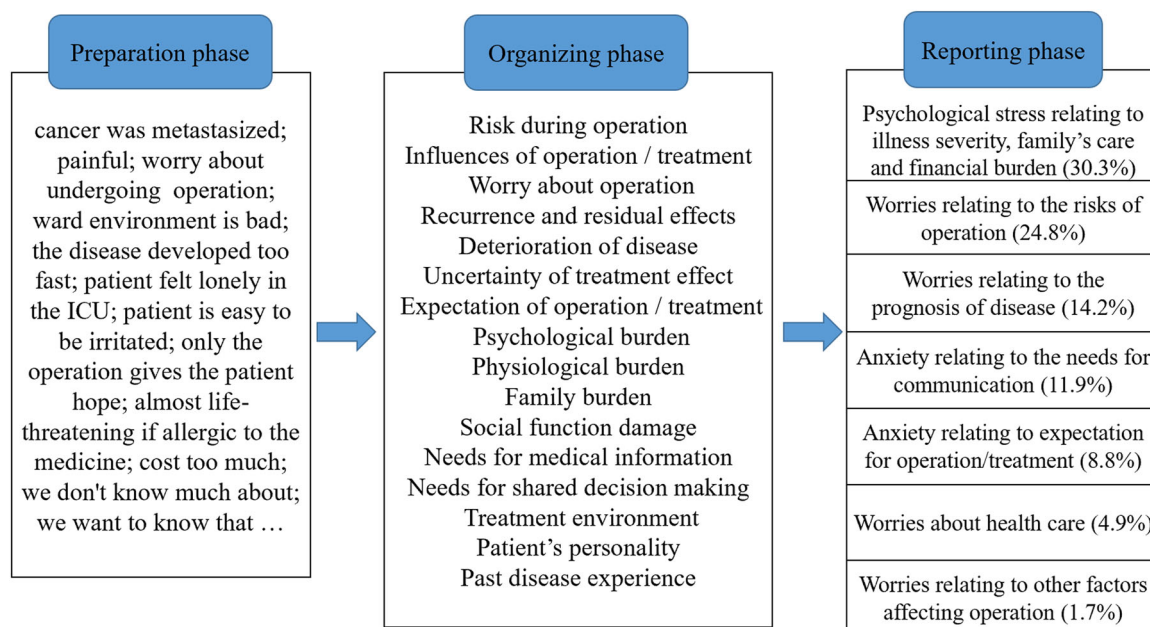 Preparation phase
cancer was metastasized;
painful; worry about
undergoing operation;
ward environment is bad;
the disease developed too
fast; patient felt lonely in
the ICU; patient is easy to
be irritated; only the
operation gives the patient
hope; almost life-
threatening if allergic to the
medicine; cost too much;
we don't know much about;
we want to know that …
Organizing phase
Risk during operation
Influences of operation / treatment
Worry about operation
Recurrence and residual effects
Deterioration of disease
Uncertainty of treatment effect
Expectation of operation / treatment
Psychological burden
Physiological burden
Family burden
Social function damage
Needs for medical information
Needs for shared decision making
Treatment environment
Patient’s personality
Past disease experience
Reporting phase
Psychological stress relating to
illness severity, family’s care
and financial burden (30.3%)
Worries relating to the risks of
operation (24.8%)
Worries relating to the
prognosis of disease (14.2%)
Anxiety relating to the needs for
communication (11.9%)
Anxiety relating to expectation
for operation/treatment (8.8%)
Worries about health care (4.9%)
Worries relating to other factors
affecting operation (1.7%)